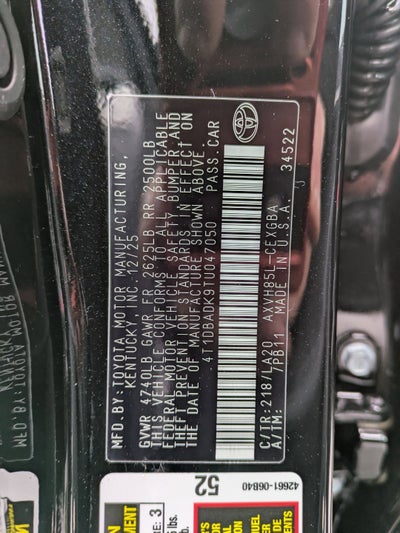 MFD.BY:TOYOTA MOTOR MANUFACTURING,
KENTUCKY, INC. 12/25
GVWR 4740LB GAWR FR 2625LB RR 2500LB
THIS VEHICLE CONFORMS TO ALL APPLICABLE
FEDERAL MOTOR VEHICLE SAFETY, BUMPER, AND
THEFT PREVENTION STANDARDS IN EFFECT ON
THE DATE OF MANUFACTURE SHOWN ABOVE.
4T1DBADKCTU047050 PASS.CAR
C/TR:218/LA20 AXVH85L-CEXGBA
A/TM: /PB11 MADE IN U.S.A. 34522
52
42661-06B40